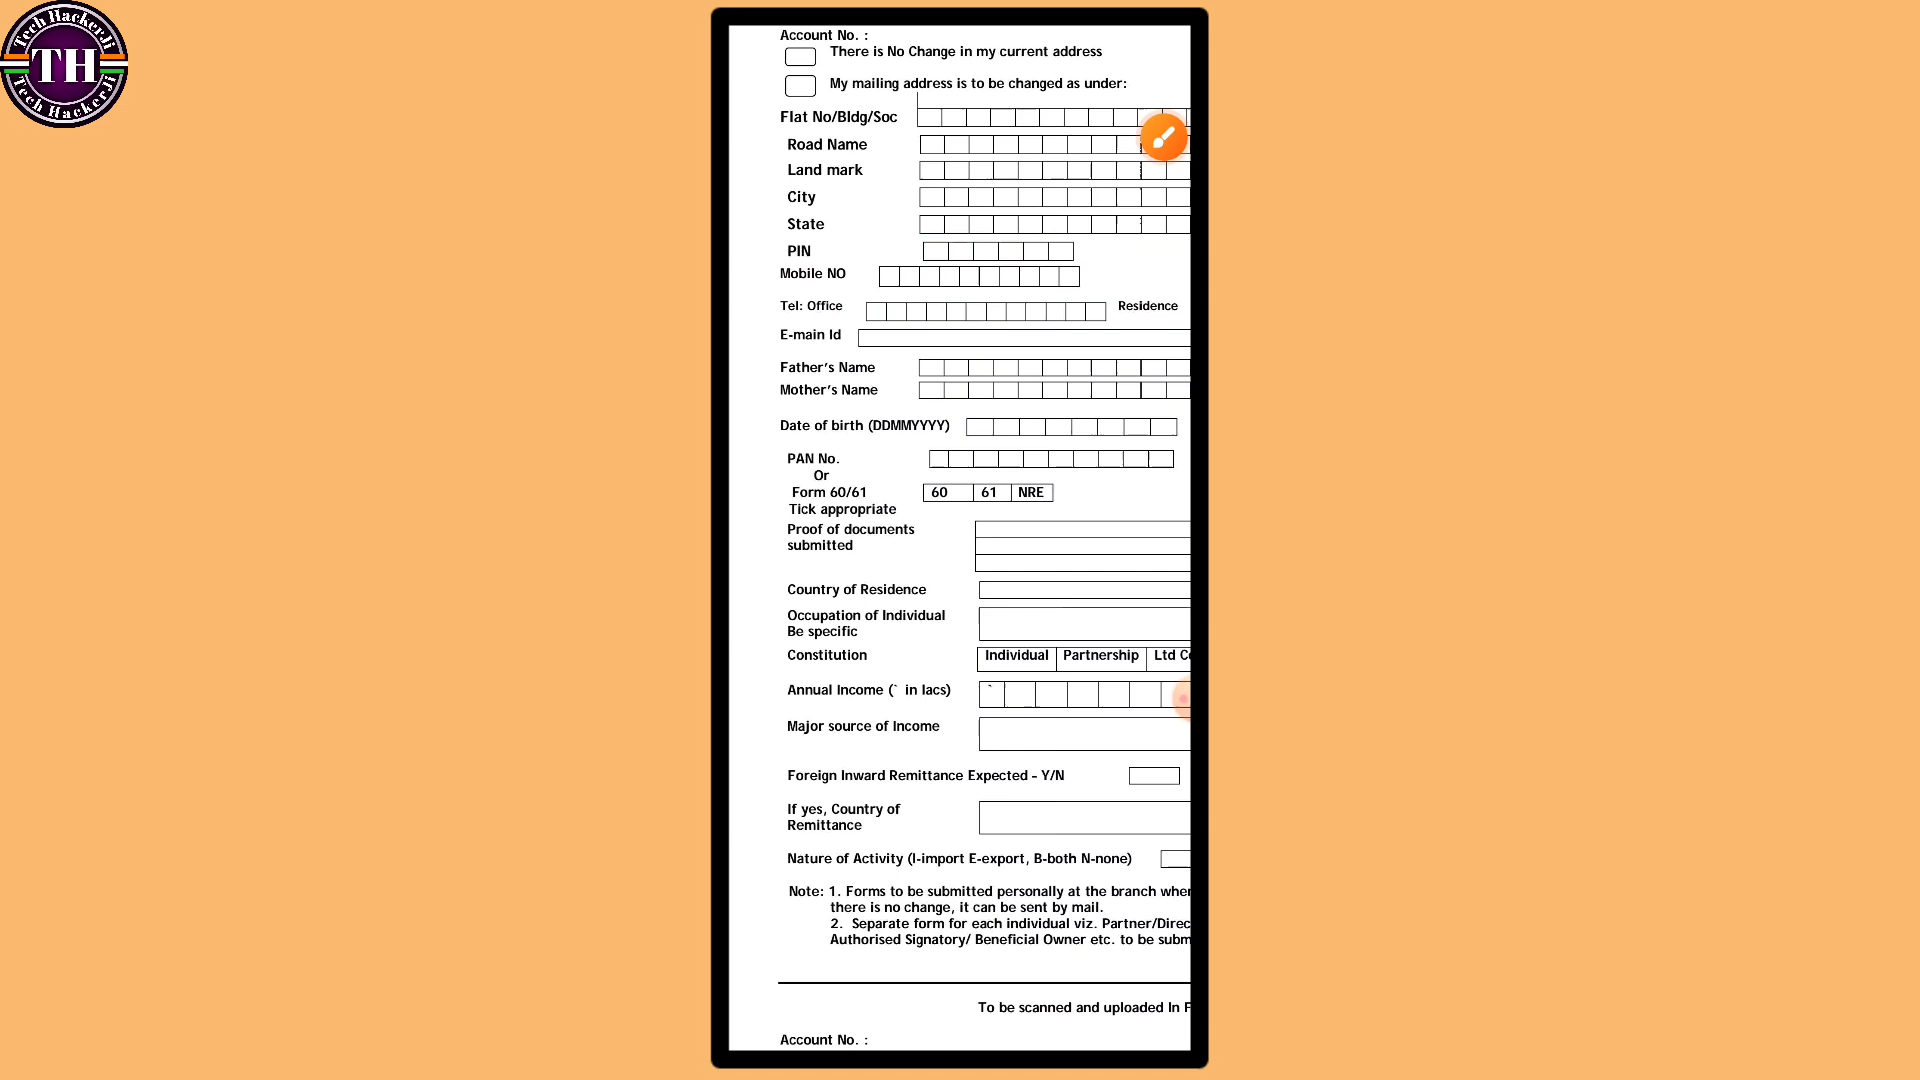 Tech HackerJi
TH
Tech HackerJi
Account No. :
There is No Change in my current address
My mailing address is to be changed as under:
Flat No/Bldg/Soc
Road Name
Land mark
City
State
PIN
Mobile NO
Tel: Office
Residence
E-main Id
Father's Name
Mother's Name
Date of birth (DDMMYYYY)
PAN No.
Or
Form 60/61 60 61 NRE
Tick appropriate
Proof of documents
submitted
Country of Residence
Occupation of Individual
Be specific
Constitution Individual Partnership Ltd
Annual Income (` in lacs) `
Major source of Income
Foreign Inward Remittance Expected - Y/N
If yes, Country of
Remittance
Nature of Activity (I-import E-export, B-both N-none)
Note: 1. Forms to be submitted personally at the branch
there is no change, it can be sent by mail.
2. Separate form for each individual viz. Partner/
Authorised Signatory/ Beneficial Owner etc. to be
To be scanned and uploaded In
Account No. :